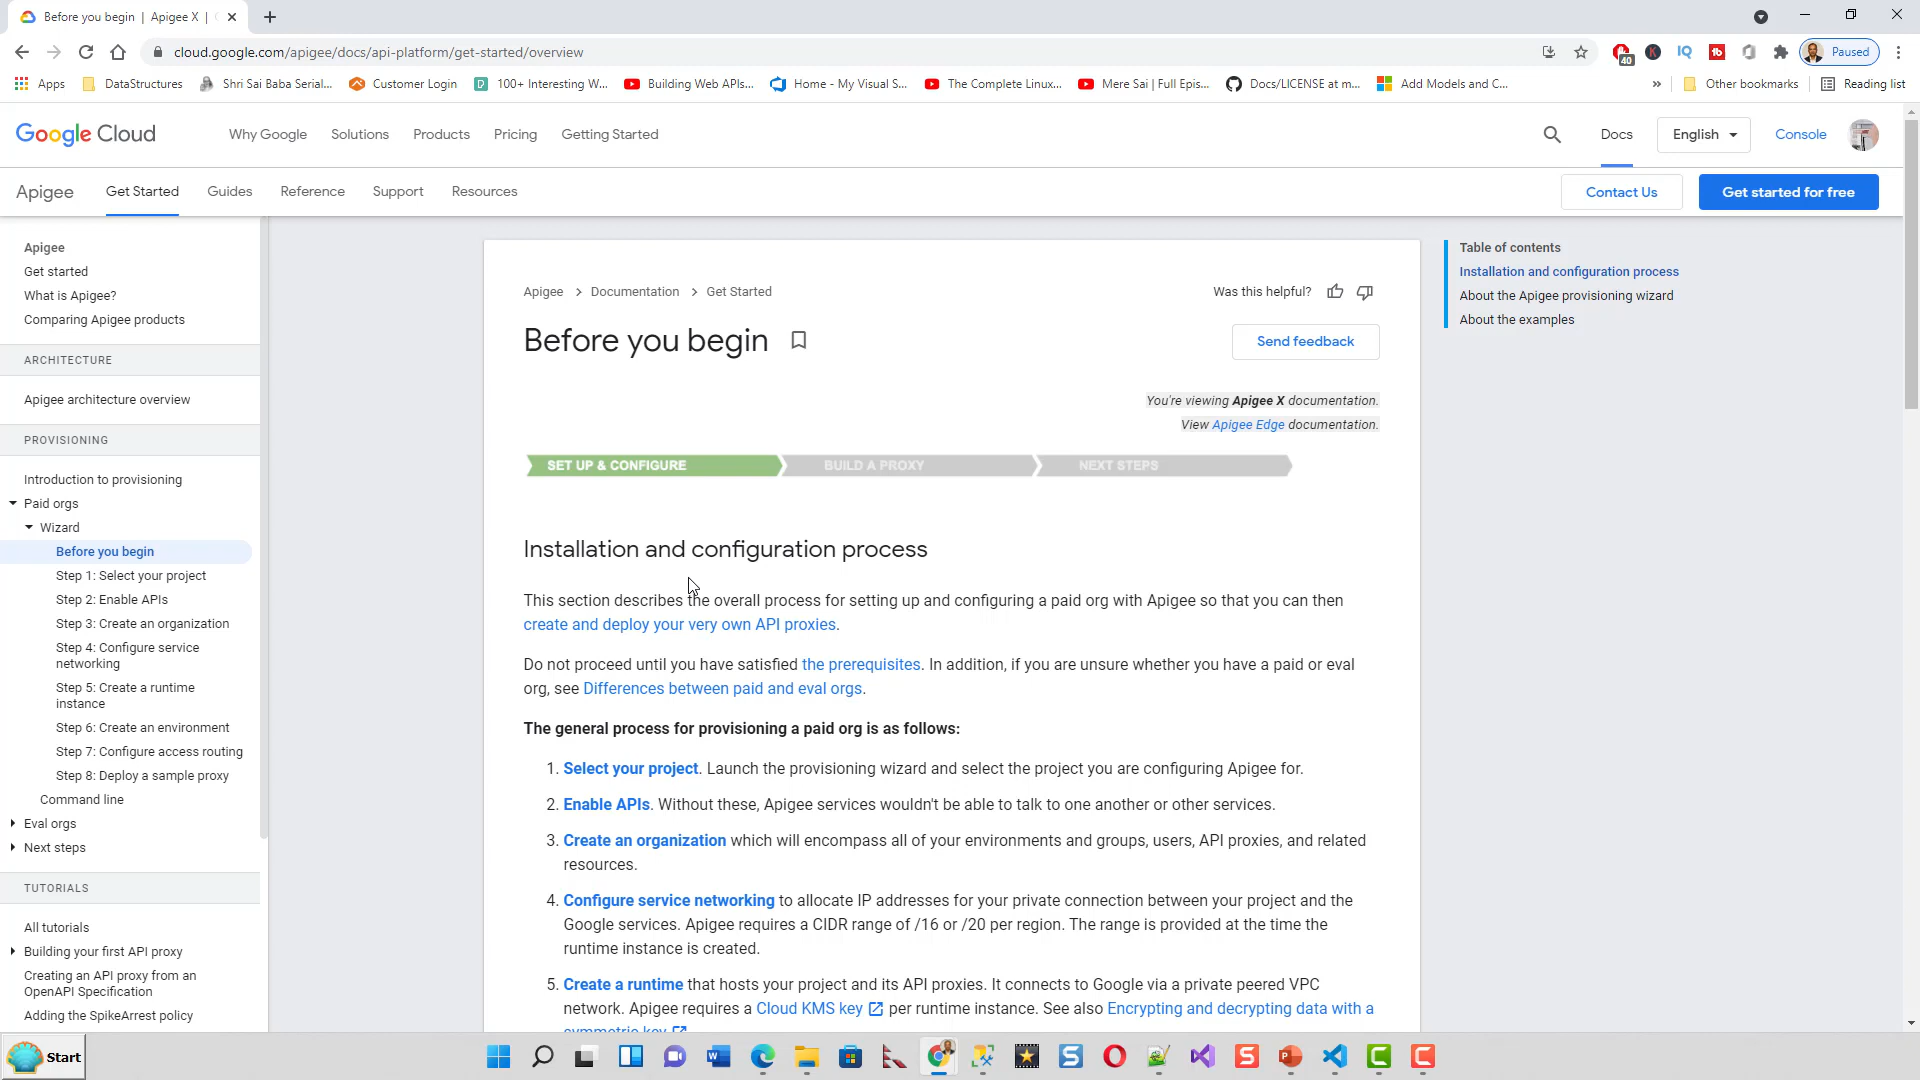 Before you begin | Apigee X |
cloud.google.com/apigee/docs/api-platform/get-started/overview
40
Paused
Apps
DataStructures
Shri Sai Baba Serial...
Customer Login
100+ Interesting W...
Building Web APIs...
Home - My Visual S...
The Complete Linux...
Mere Sai | Full Epis...
Docs/LICENSE at m...
Add Models and C...
»
Other bookmarks
Reading list
Google Cloud
Why Google
Solutions
Products
Pricing
Getting Started
Docs
English
Console
Apigee
Get Started
Guides
Reference
Support
Resources
Contact Us
Get started for free
Apigee
Get started
What is Apigee?
Comparing Apigee products
ARCHITECTURE
Apigee architecture overview
PROVISIONING
Introduction to provisioning
Paid orgs
Wizard
Before you begin
Step 1: Select your project
Step 2: Enable APIs
Step 3: Create an organization
Step 4: Configure service
networking
Step 5: Create a runtime
instance
Step 6: Create an environment
Step 7: Configure access routing
Step 8: Deploy a sample proxy
Command line
Eval orgs
Next steps
TUTORIALS
All tutorials
Building your first API proxy
Creating an API proxy from an
OpenAPI Specification
Adding the SpikeArrest policy
Apigee > Documentation > Get Started
Was this helpful?
Before you begin
Send feedback
You're viewing Apigee X documentation.
View Apigee Edge documentation.
SET UP & CONFIGURE
BUILD A PROXY
NEXT STEPS
Installation and configuration process
This section describes the overall process for setting up and configuring a paid org with Apigee so that you can then
create and deploy your very own API proxies.
Do not proceed until you have satisfied the prerequisites. In addition, if you are unsure whether you have a paid or eval
org, see Differences between paid and eval orgs.
The general process for provisioning a paid org is as follows:
1. Select your project. Launch the provisioning wizard and select the project you are configuring Apigee for.
2. Enable APIs. Without these, Apigee services wouldn't be able to talk to one another or other services.
3. Create an organization which will encompass all of your environments and groups, users, API proxies, and related
resources.
4. Configure service networking to allocate IP addresses for your private connection between your project and the
Google services. Apigee requires a CIDR range of /16 or /20 per region. The range is provided at the time the
runtime instance is created.
5. Create a runtime that hosts your project and its API proxies. It connects to Google via a private peered VPC
network. Apigee requires a Cloud KMS key per runtime instance. See also Encrypting and decrypting data with a
symmetric key
Table of contents
Installation and configuration process
About the Apigee provisioning wizard
About the examples
Start